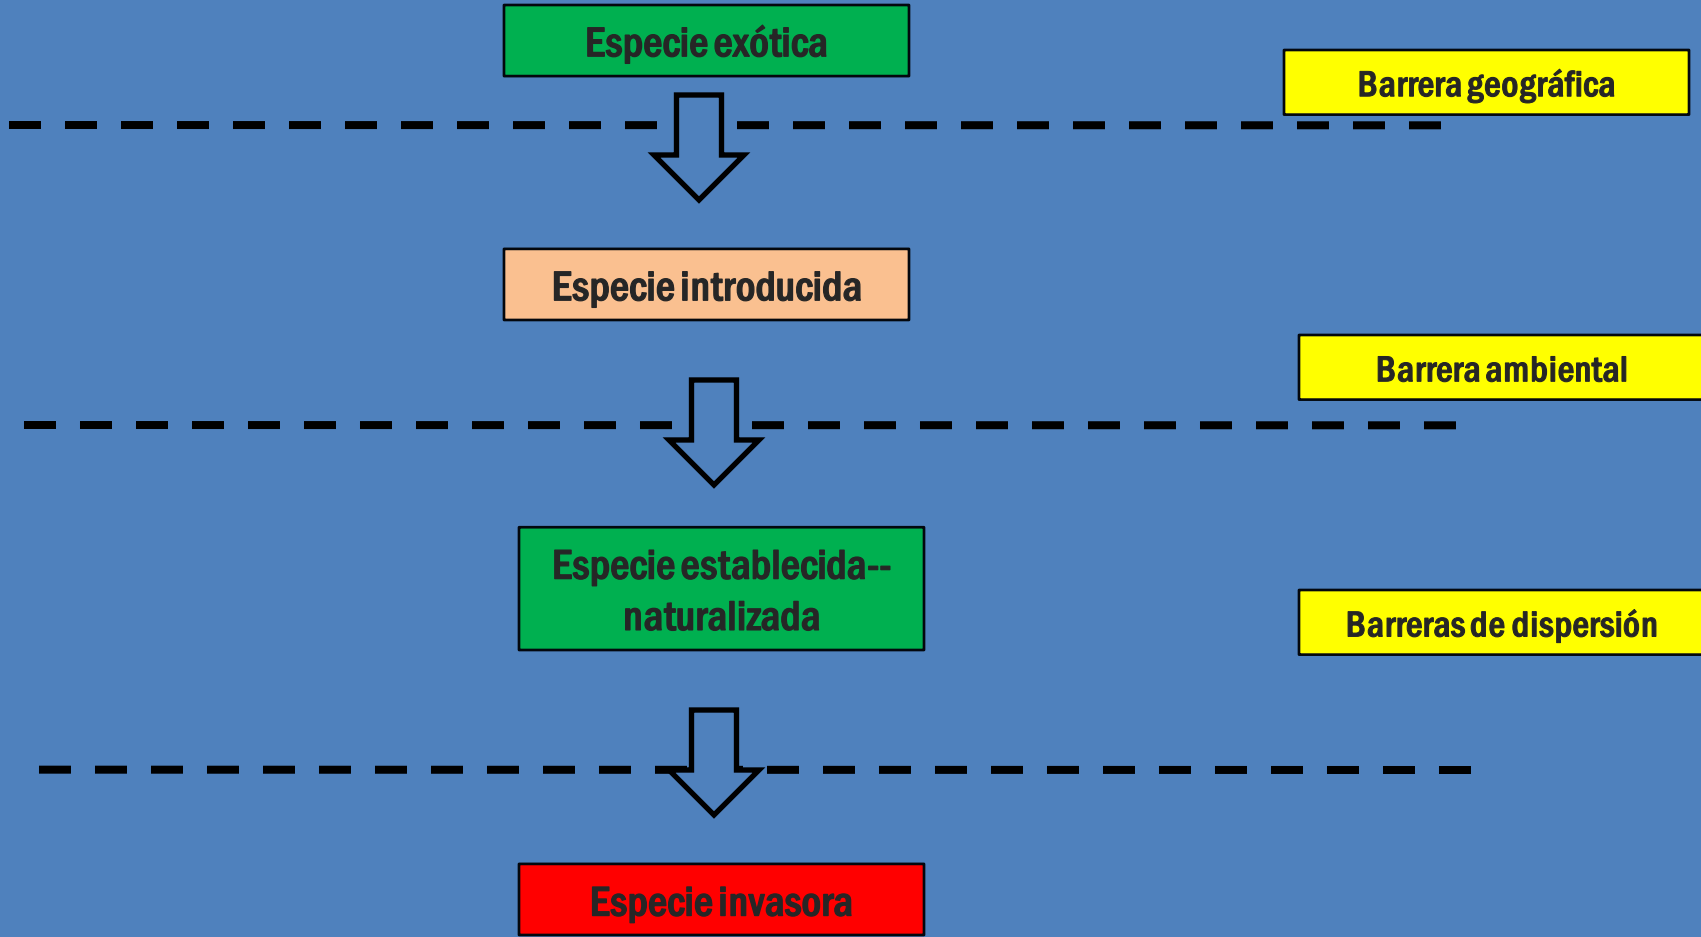 Especie exótica
Barrera geográfica
Especie introducida
Barrera ambiental
Especie establecida--
naturalizada
Barreras de dispersión
Especie invasora